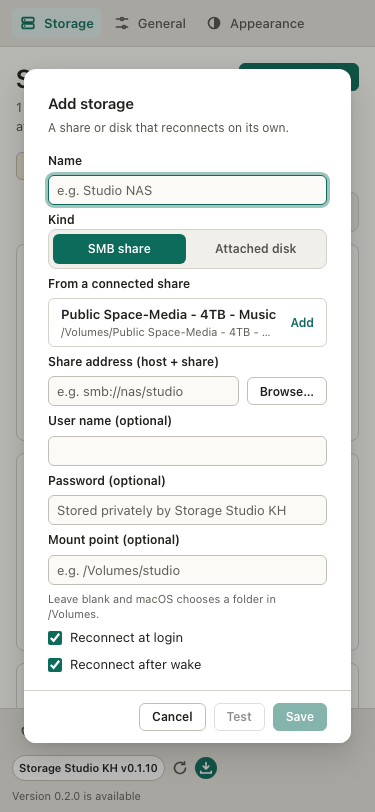 Storage
General
Appearance
Add storage
A share or disk that reconnects on its own.
Name
e.g. Studio NAS
Kind
SMB share
Attached disk
From a connected share
Public Space-Media - 4TB - Music
/Volumes/Public Space-Media - 4TB - ...
Add
Share address (host + share)
e.g. smb://nas/studio
Browse...
User name (optional)
Password (optional)
Stored privately by Storage Studio KH
Mount point (optional)
e.g. /Volumes/studio
Leave blank and macOS chooses a folder in
/Volumes.
Reconnect at login
Reconnect after wake
Cancel
Test
Save
Storage Studio KH v0.1.10
Version 0.2.0 is available